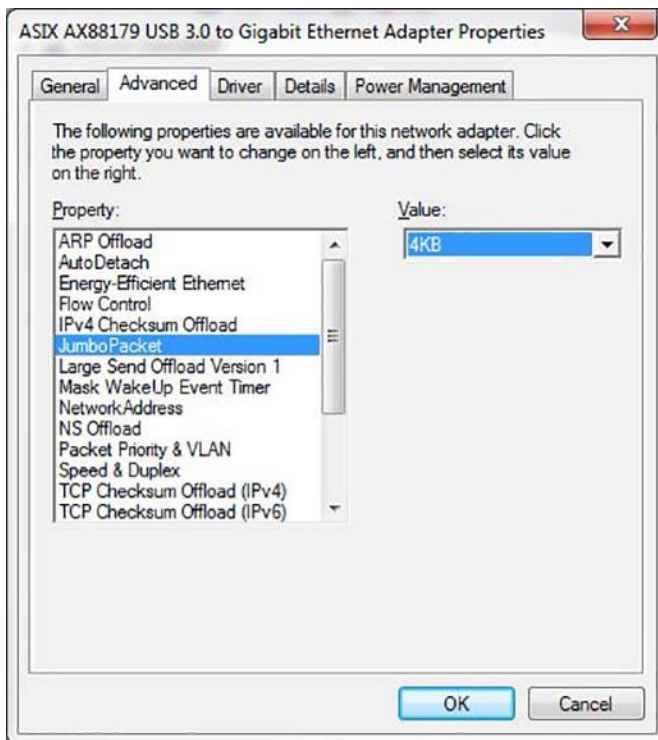 ASIX AX88179 USB 3.0 to Gigabit Ethernet Adapter Properties
General Advanced Driver Details Power Management
The following properties are available for this network adapter. Click
the property you want to change on the left, and then select its value
on the right.
Property:
Value:
ARP Offload
AutoDetach
Energy-Efficient Ethernet
Flow Control
IPv4 Checksum Offload
JumboPacket
Large Send Offload Version 1
Mask WakeUp Event Timer
NetworkAddress
NS Offload
Packet Priority & VLAN
Speed & Duplex
TCP Checksum Offload (IPv4)
TCP Checksum Offload (IPv6)
4KB
OK
Cancel